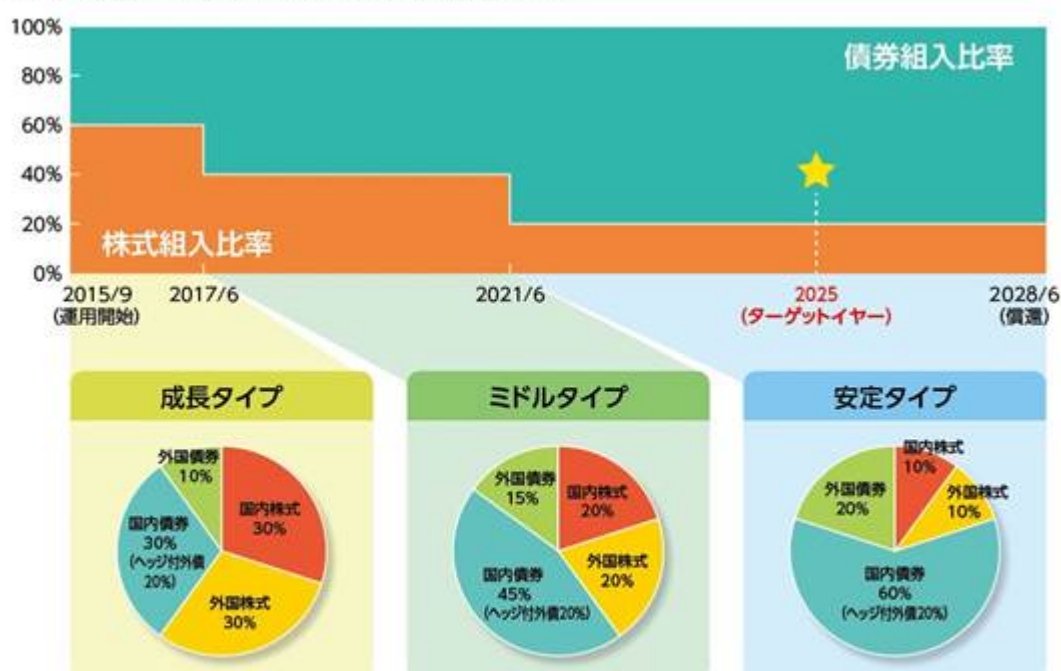 100%
債券組入比率
80%
60%
40%
20%
株式組入比率
0%
2015/9
(運用開始)
2017/6
2021/6
2025
(ターゲットイヤー)
2028/6
(償還)
成長タイプ
ミドルタイプ
安定タイプ
外国債券
10%
国内株式
30%
国内債券
30%
(ヘッジ付外債
20%)
外国株式
30%
外国債券
15%
国内株式
20%
国内債券
45%
(ヘッジ付外債20%)
外国株式
20%
国内株式
10%
外国債券
20%
外国株式
10%
国内債券
60%
(ヘッジ付外債20%)